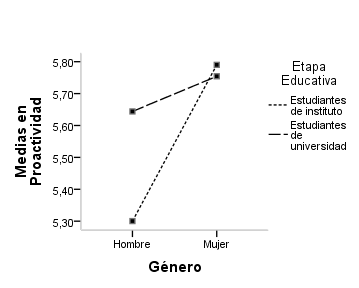 Medias en
Proactividad
5,80
5,70
5,60
5,50
5,40
5,30
Hombre
Mujer
Género
Etapa
Educativa
Estudiantes
de instituto
Estudiantes
de
universidad